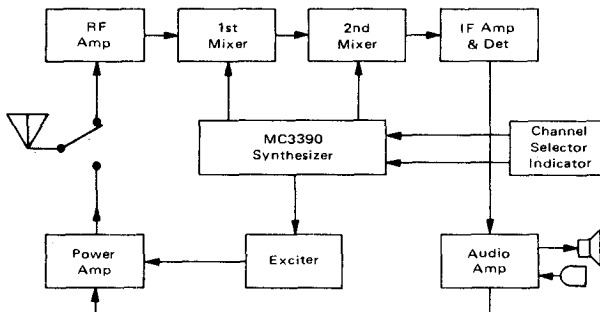 RF
Amp
1st
Mixer
2nd
Mixer
IF Amp
& Det
MC3390
Synthesizer
Channel
Selector
Indicator
Power
Amp
Exciter
Audio
Amp